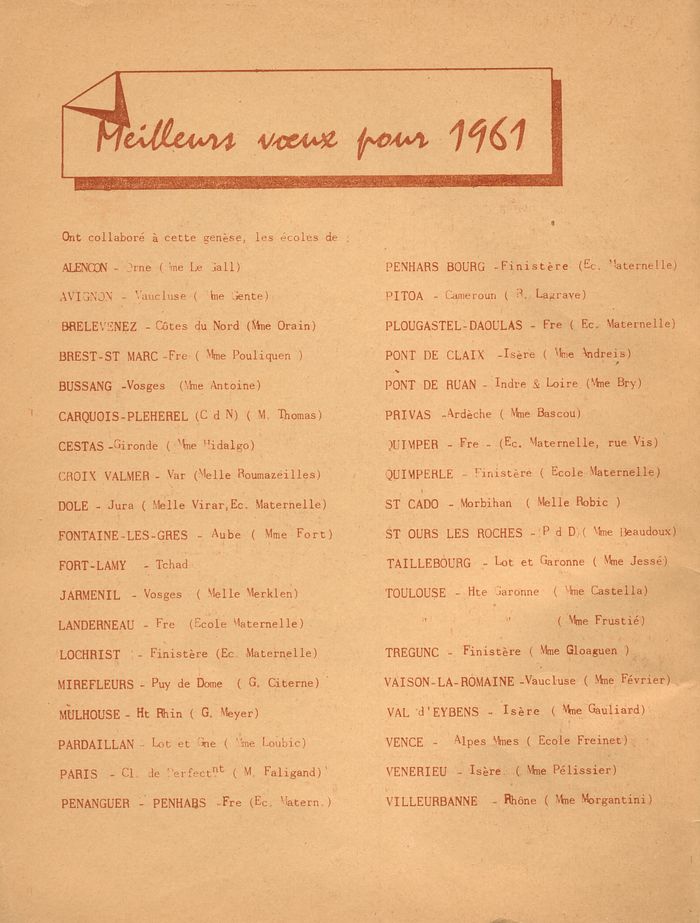 Meilleurs vœux pour 1961
Ont collaboré à cette genèse, les écoles de :
ALENCON - Orne (Mme Le Gall)
AVIGNON - Vaucluse ( Mme Gente)
BRELEVENEZ - Côtes du Nord (Mme Orain)
BREST-ST MARC -Fre ( Mme Pouliquen )
BUSSANG -Vosges (Mme Antoine)
CARQUOIS-PLEHEREL (C d N) ( M. Thomas)
CESTAS -Gironde ( Mme Hidalgo)
CROIX VALMER - Var (Melle Roumazeilles)
DOLE - Jura ( Melle Virar,Ec. Maternelle)
FONTAINE-LES-GRES - Aube ( Mme Fort)
FORT-LAMY - Tchad
JARMENIL - Vosges ( Melle Merklen)
LANDERNEAU - Fre (Ecole Maternelle)
LOCHRIST - Finistère (Ec. Maternelle)
MIREFLEURS - Puy de Dome ( G. Citerne)
MULHOUSE - Ht Rhin ( G. Meyer)
PARDAILLAN - Lot et Gne ( Mme Loubic)
PARIS - Cl. de Perfectnt ( M. Faligand)
PENANGUER - PENHARS -Fre (Ec. Matern.)
PENHARS BOURG -Finistère (Ec. Maternelle)
PITOA - Cameroun ( R. Lagrave)
PLOUGASTEL-DAOULAS - Fre ( Ec. Maternelle)
PONT DE CLAIX -Isère ( Mme Andreis)
PONT DE RUAN - Indre & Loire (Mme Bry)
PRIVAS -Ardèche ( Mme Bascou)
QUIMPER - Fre - (Ec. Maternelle, rue Vis)
QUIMPERLE - Finistère ( Ecole Maternelle)
ST CADO - Morbihan ( Melle Robic )
ST OURS LES ROCHES - P d D ( Mme Beaudoux)
TAILLEBOURG - Lot et Garonne ( Mme Jessé)
TOULOUSE - Hte Garonne ( Mme Castella)
" " ( Mme Frustié)
TREGUNC - Finistère ( Mme Gloaguen )
VAISON-LA-ROMAINE -Vaucluse ( Mme Février)
VAL d'EYBENS - Isère ( Mme Gauliard)
VENCE - Alpes Mmes ( Ecole Freinet)
VENERIEU - Isère ( Mme Pélissier)
VILLEURBANNE - Rhône ( Mme Morgantini)